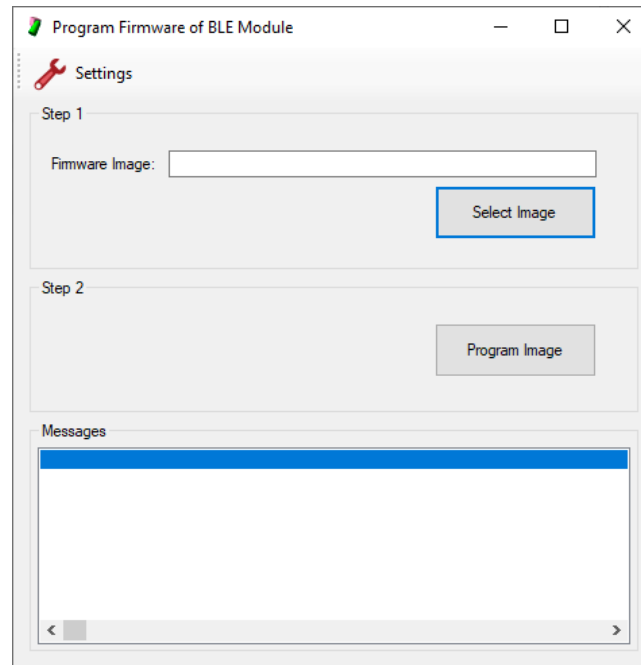 Program Firmware of BLE Module
Settings
Step 1
Firmware Image:
Select Image
Step 2
Program Image
Messages